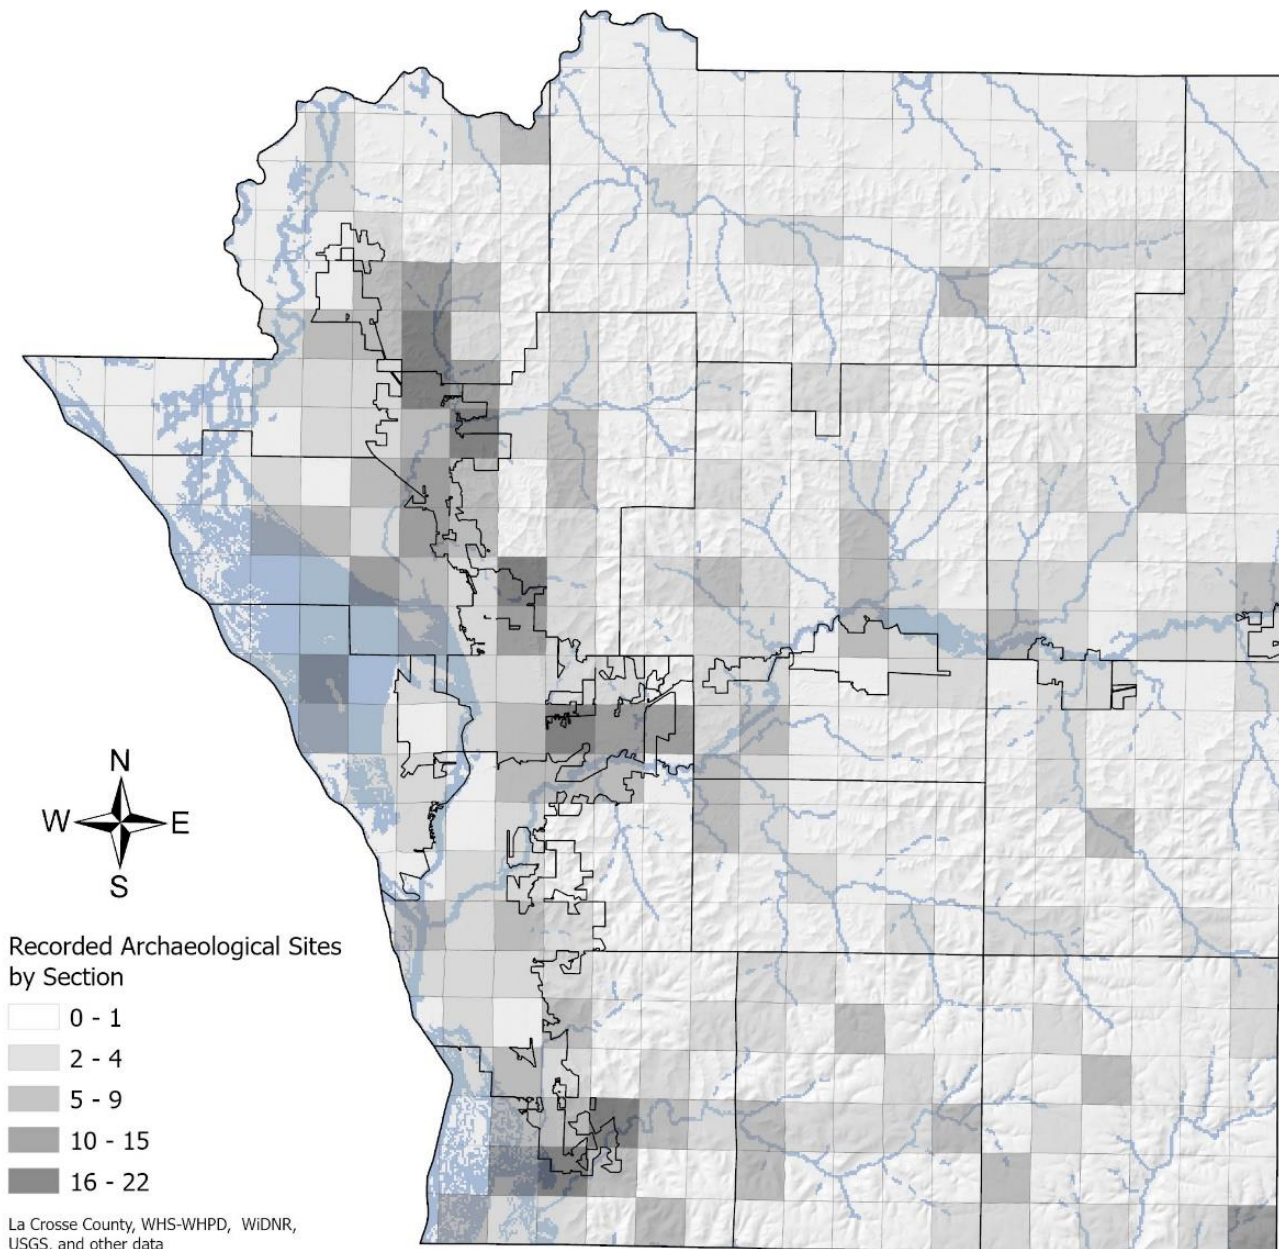 N
W E
S
Recorded Archaeological Sites
by Section
0 - 1
2 - 4
5 - 9
10 - 15
16 - 22
La Crosse County, WHS-WHPD, WiDNR,
USGS, and other data